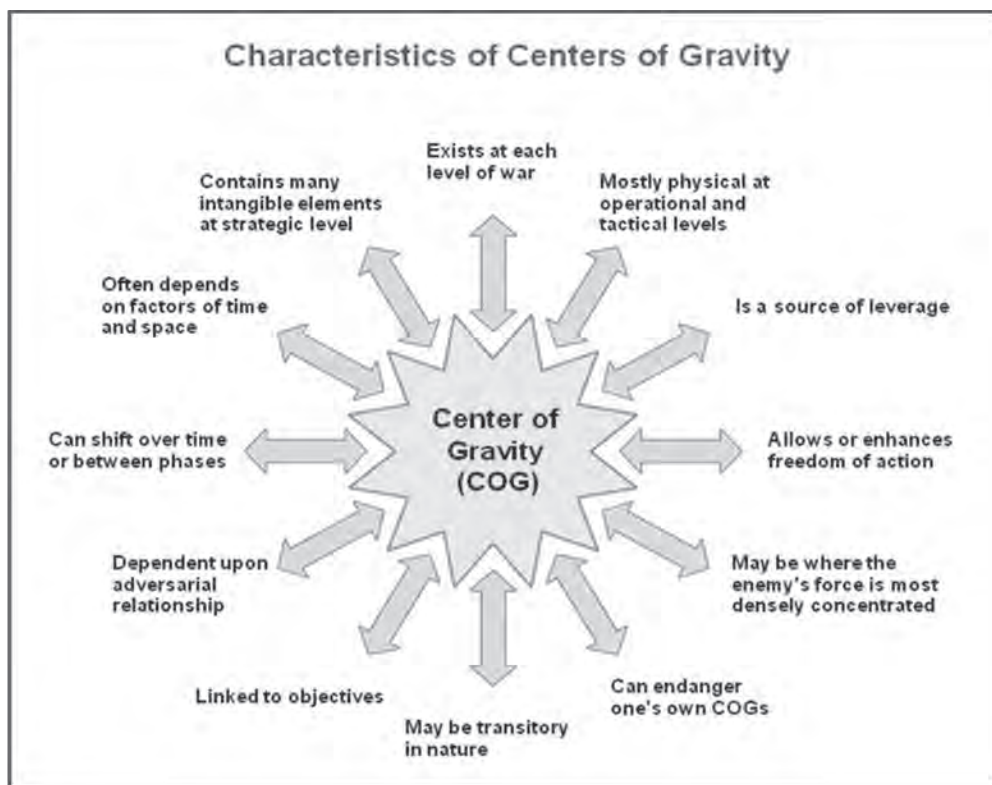 Characteristics of Centers of Gravity
Exists at each
level of war
Mostly physical at
operational and
tactical levels
Is a source of leverage
Allows or enhances
freedom of action
May be where the
enemy's force is most
densely concentrated
Can endanger
one's own COGs
May be transitory
in nature
Linked to objectives
Dependent upon
adversarial
relationship
Can shift over time
or between phases
Often depends
on factors of time
and space
Contains many
intangible elements
at strategic level
Center of
Gravity
(COG)